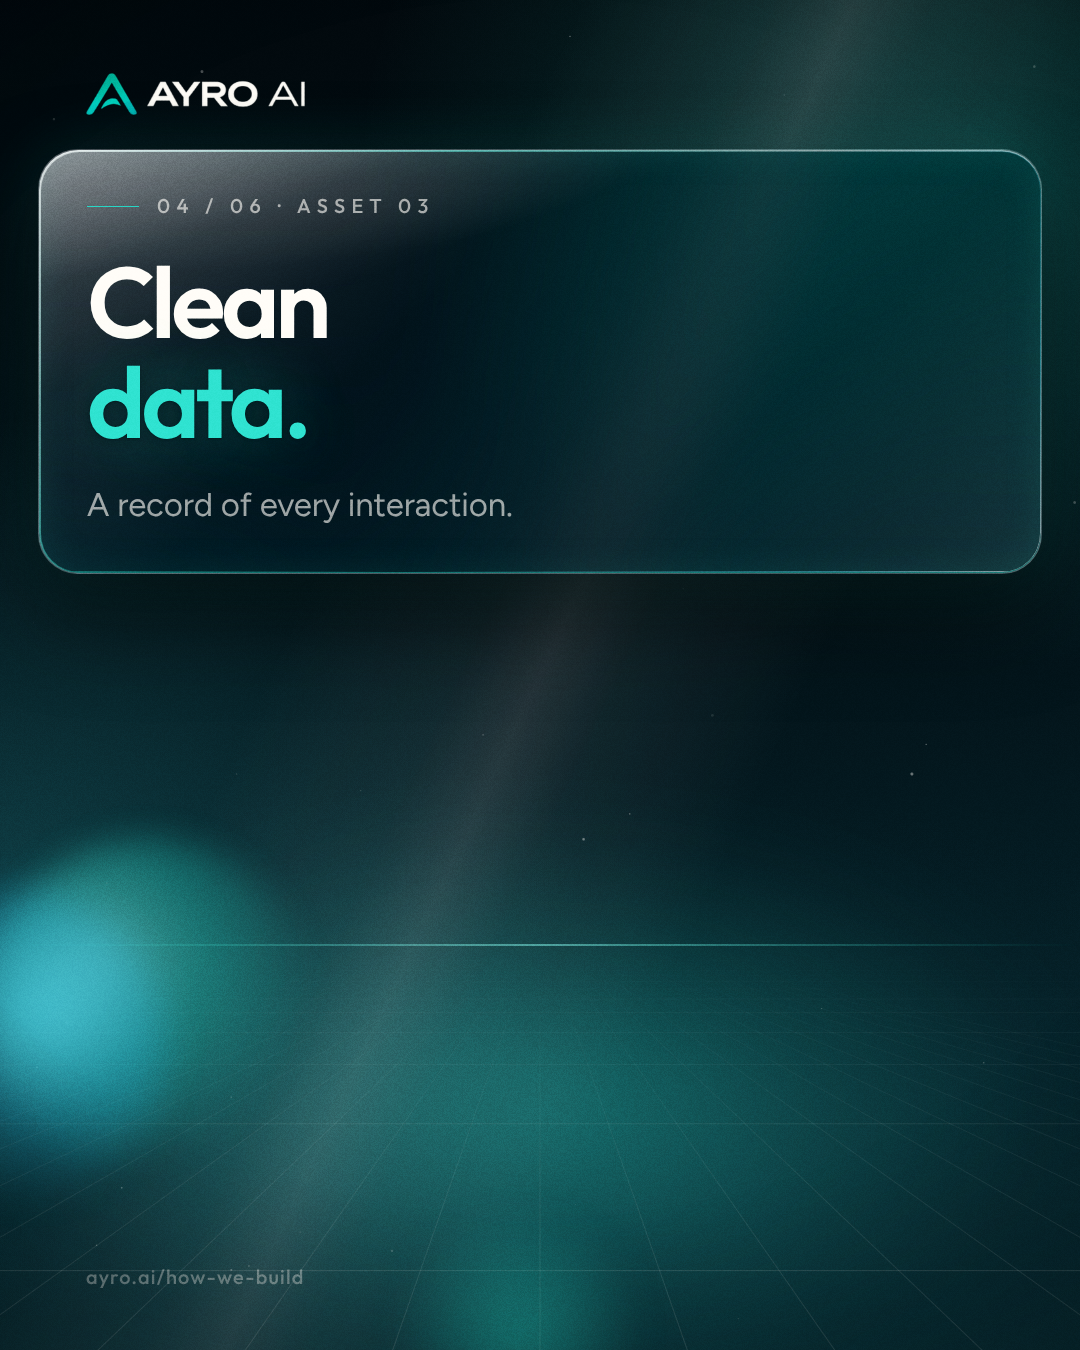 AYRO AI
04 / 06 · ASSET 03
Clean
data.
A record of every interaction.
ayro.ai/how-we-build